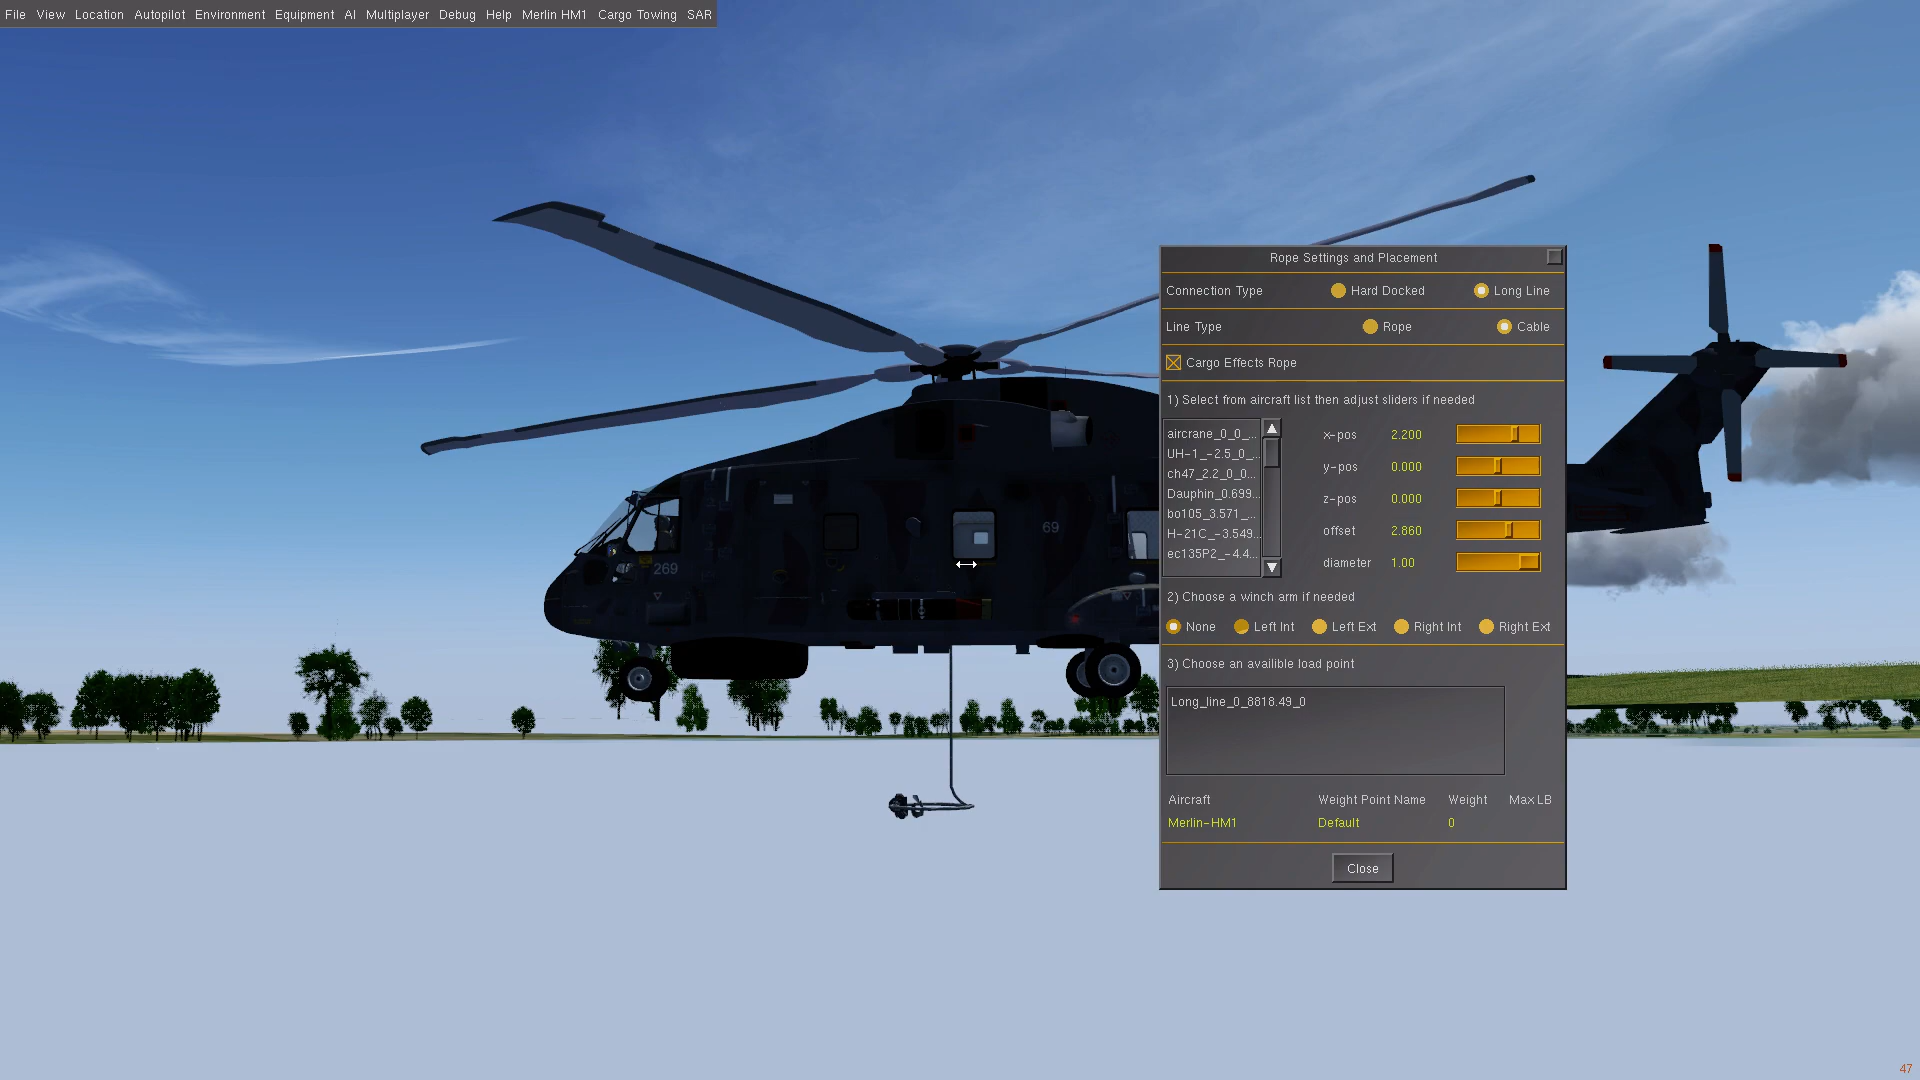 File View Location Autopilot Environment Equipment AI Multiplayer Debug Help Merlin HM1 Cargo Towing SAR
Rope Settings and Placement
Connection Type Hard Docked Long Line
Line Type Rope Cable
Cargo Effects Rope
1) Select from aircraft list then adjust sliders if needed
aircrane_0_0_...
UH-1_-2.5_0_...
ch47_2.2_0_0...
Dauphin_0.699...
bo105_3.571_...
H-21C_-3.549...
ec135P2_-4.4...
x-pos 2.200
y-pos 0.000
z-pos 0.000
offset 2.860
diameter 1.00
2) Choose a winch arm if needed
None Left Int Left Ext Right Int Right Ext
3) Choose an availible load point
Long_line_0_8818.49_0
Aircraft Weight Point Name Weight Max LB
Merlin-HM1 Default 0
Close
69
269
47